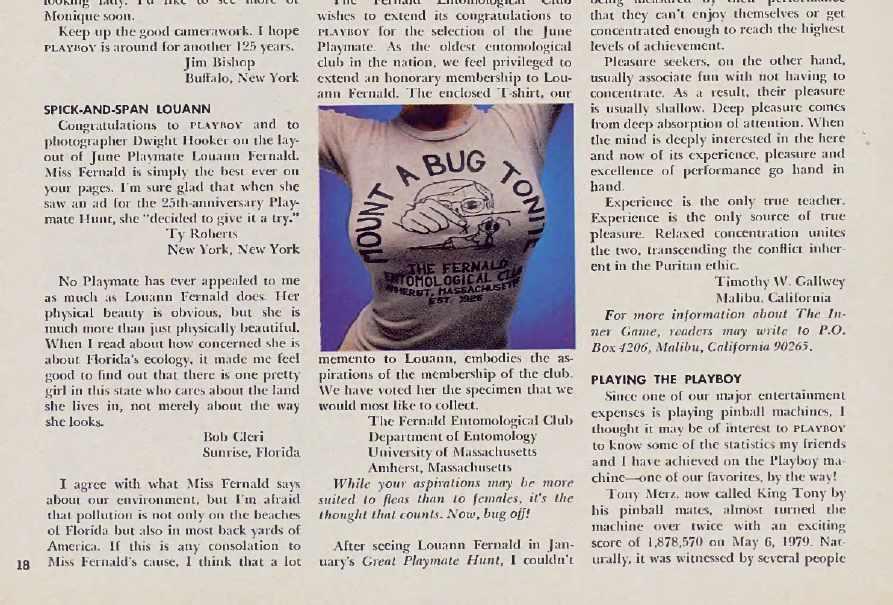 looking lady. I'd like to see more of
Monique soon.
Keep up the good camerawork. I hope
PLAYBOY is around for another 125 years.
Jim Bishop
Buffalo, New York
SPICK-AND-SPAN LOUANN
Congratulations to PLAYBOY and to
photographer Dwight Hooker on the lay-
out of June Playmate Louann Fernald.
Miss Fernald is simply the best ever on
your pages. I'm sure glad that when she
saw an ad for the 25th-anniversary Play-
mate Hunt, she "decided to give it a try."
Ty Roberts
New York, New York
No Playmate has ever appealed to me
as much as Louann Fernald does. Her
physical beauty is obvious, but she is
much more than just physically beautiful.
When I read about how concerned she is
about Florida's ecology, it made me feel
good to find out that there is one pretty
girl in this state who cares about the land
she lives in, not merely about the way
she looks.
Bob Cleri
Sunrise, Florida
I agree with what Miss Fernald says
about our environment, but I'm afraid
that pollution is not only on the beaches
of Florida but also in most back yards of
America. If this is any consolation to
Miss Fernald's cause, I think that a lot
18
The Fernald Entomological Club
wishes to extend its congratulations to
PLAYBOY for the selection of the June
Playmate. As the oldest entomological
club in the nation, we feel privileged to
extend an honorary membership to Lou-
ann Fernald. The enclosed T-shirt, our
MOUNT A BUG TONITE
THE FERNALD
ENTOMOLOGICAL CLUB
AMHERST, MASSACHUSETTS
EST. 1925
memento to Louann, embodies the as-
pirations of the membership of the club.
We have voted her the specimen that we
would most like to collect.
The Fernald Entomological Club
Department of Entomology
University of Massachusetts
Amherst, Massachusetts
While your aspirations may be more
suited to fleas than to females, it's the
thought that counts. Now, bug off!
After seeing Louann Fernald in Jan-
uary's Great Playmate Hunt, I couldn't
being measured by their performance
that they can't enjoy themselves or get
concentrated enough to reach the highest
levels of achievement.
Pleasure seekers, on the other hand,
usually associate fun with not having to
concentrate. As a result, their pleasure
is usually shallow. Deep pleasure comes
from deep absorption of attention. When
the mind is deeply interested in the here
and now of its experience, pleasure and
excellence of performance go hand in
hand.
Experience is the only true teacher.
Experience is the only source of true
pleasure. Relaxed concentration unites
the two, transcending the conflict inher-
ent in the Puritan ethic.
Timothy W. Gallwey
Malibu, California
For more information about The In-
ner Game, readers may write to P.O.
Box 4206, Malibu, California 90265.
PLAYING THE PLAYBOY
Since one of our major entertainment
expenses is playing pinball machines, I
thought it may be of interest to PLAYBOY
to know some of the statistics my friends
and I have achieved on the Playboy ma-
chine—one of our favorites, by the way!
Tony Merz, now called King Tony by
his pinball mates, almost turned the
machine over twice with an exciting
score of 1,878,570 on May 6, 1979. Nat-
urally, it was witnessed by several people